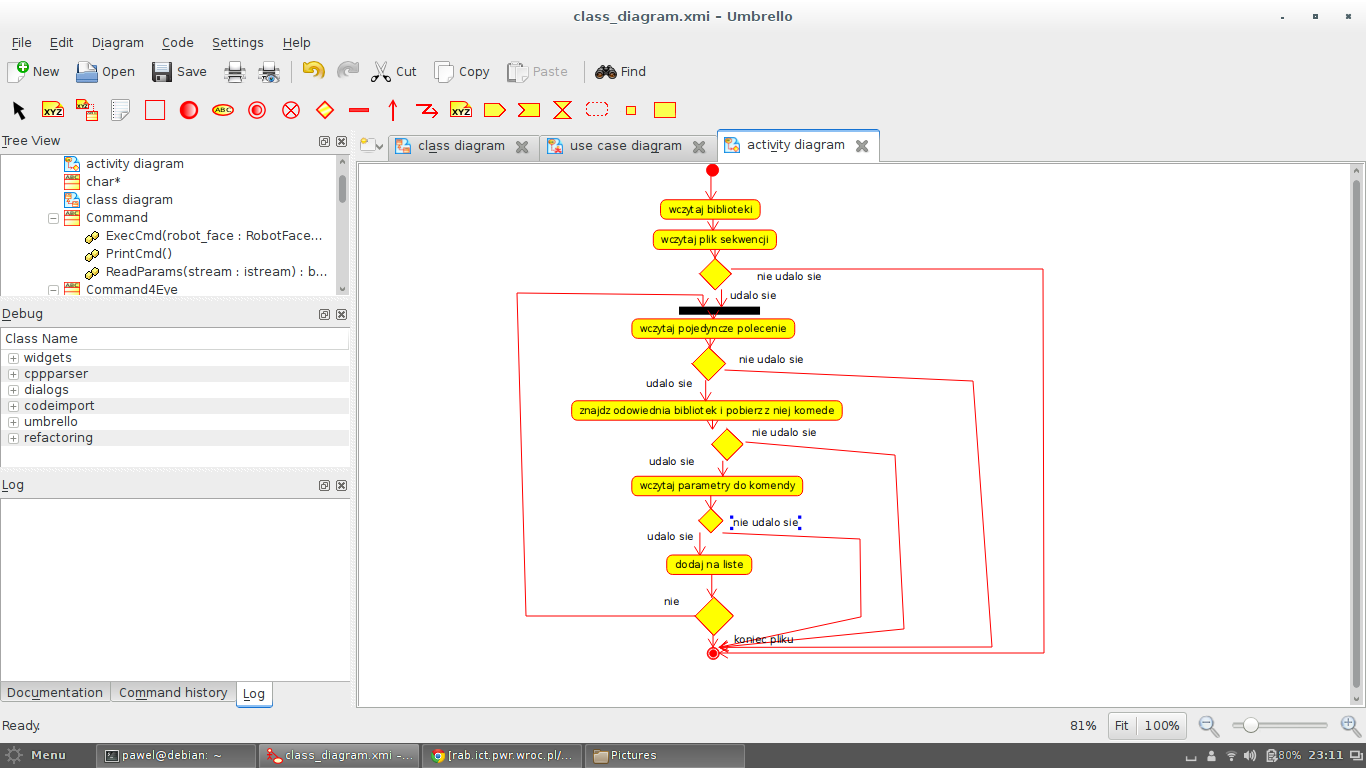 class_diagram.xmi – Umbrello
File Edit Diagram Code Settings Help
New Open Save Cut Copy Paste Find
XYZ ABC XYZ
Tree View
class diagram use case diagram activity diagram
activity diagram
char*
class diagram
Command
ExecCmd(robot_face : RobotFace...
PrintCmd()
ReadParams(stream : istream) : b...
Command4Eye
Debug
Class Name
widgets
cppparser
dialogs
codeimport
umbrello
refactoring
Log
Documentation Command history Log
wczytaj biblioteki
wczytaj plik sekwencji
nie udalo sie
udalo sie
wczytaj pojedyncze polecenie
nie udalo sie
udalo sie
znajdz odowiednia bibliotek i pobierz z niej komede
nie udalo sie
udalo sie
wczytaj parametry do komendy
nie udalo sie
udalo sie
dodaj na liste
nie
koniec pliku
Ready.
81% Fit 100%
Menu pawel@debian: ~ class_diagram.xmi –... [rab.ict.pwr.wroc.pl/... Pictures 80% 23:11